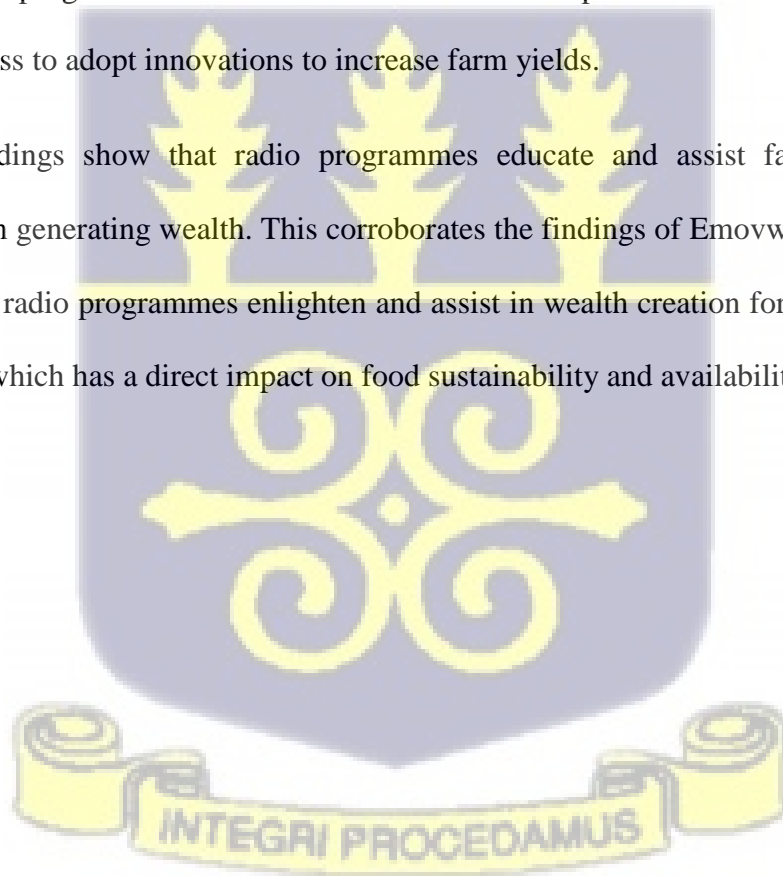 ss to adopt innovations to increase farm yields.
dings show that radio programmes educate and assist fa
n generating wealth. This corroborates the findings of Emovw
radio programmes enlighten and assist in wealth creation for
which has a direct impact on food sustainability and availabilit
INTEGRI PROCEDAMUS